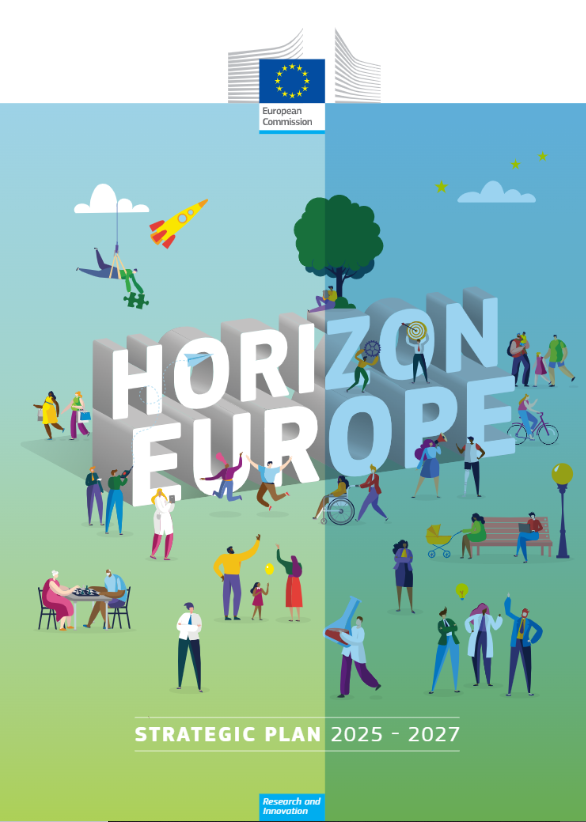 European
Commission
HORIZON
EUROPE
STRATEGIC PLAN 2025 - 2027
Research and
Innovation